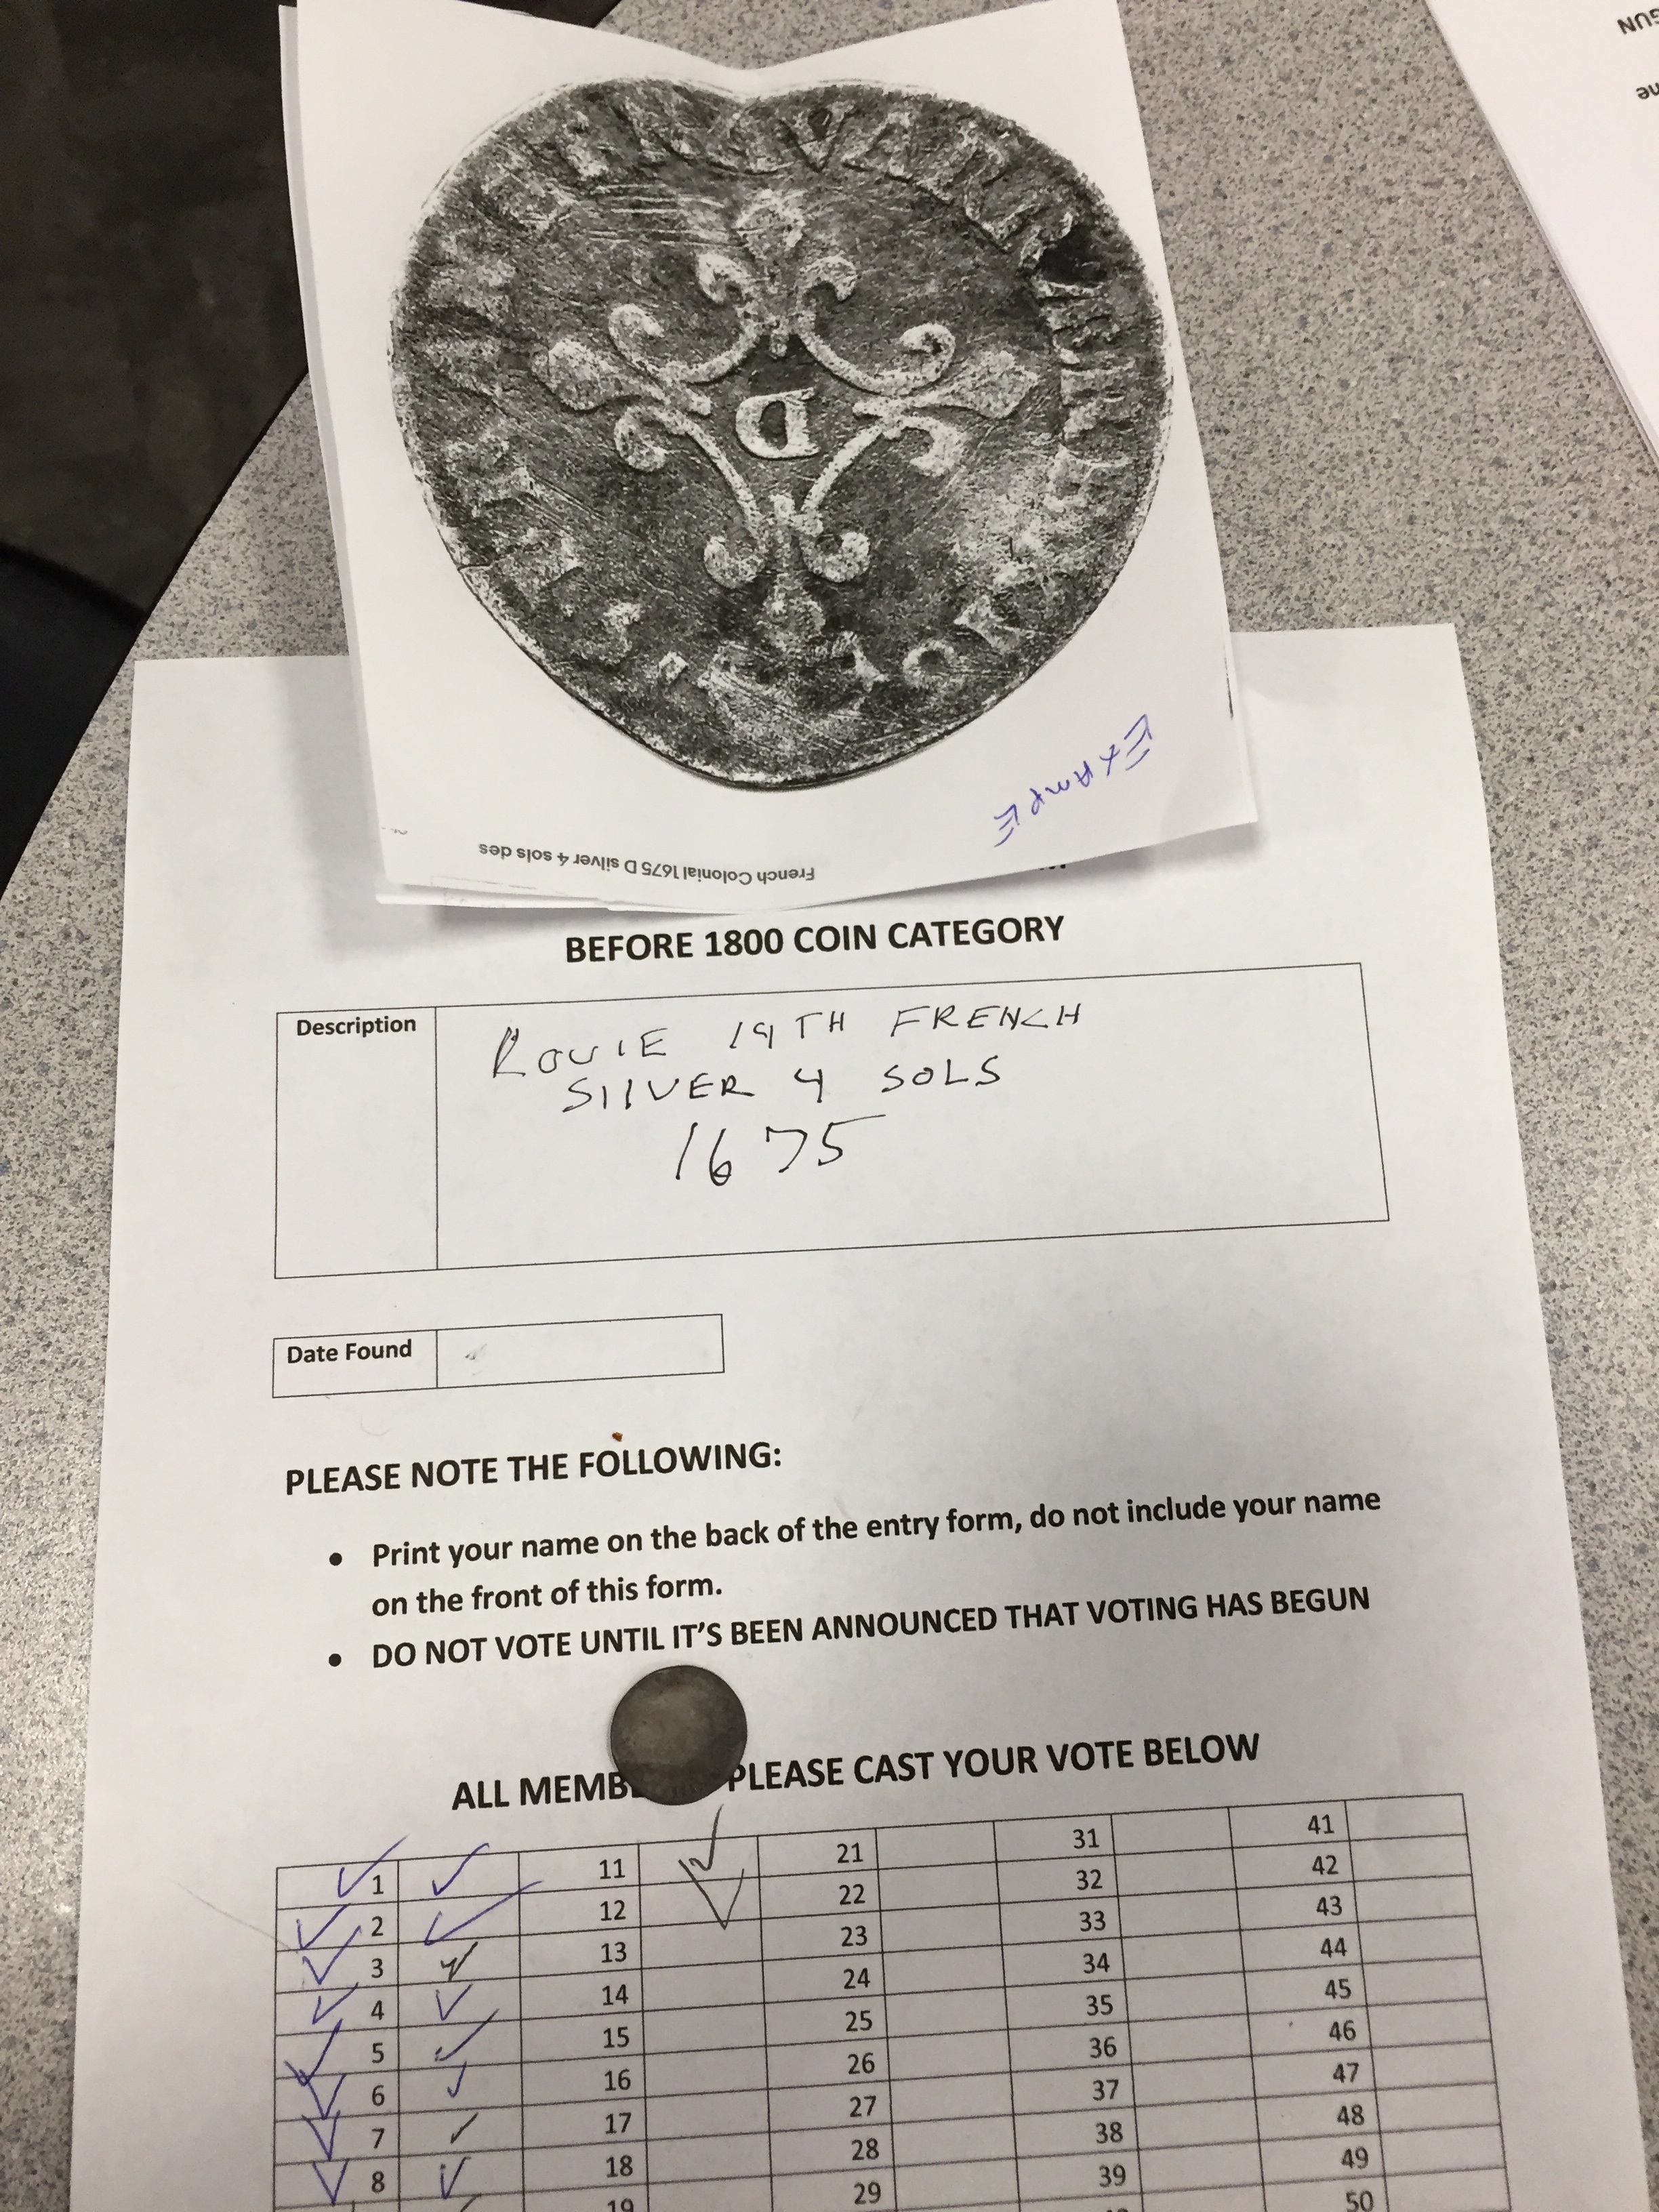 NUS
D
EXAMPLE
French Colonial 1675 D silver 4 sols des
BEFORE 1800 COIN CATEGORY
Description
LOUIE 19TH FRENCH
SILVER 4 SOLS
1675
Date Found
PLEASE NOTE THE FOLLOWING:
• Print your name on the back of the entry form, do not include your name
on the front of this form.
• DO NOT VOTE UNTIL IT'S BEEN ANNOUNCED THAT VOTING HAS BEGUN
ALL MEMB PLEASE CAST YOUR VOTE BELOW
1 11 21 31 41
2 12 22 32 42
3 13 23 33 43
4 14 24 34 44
5 15 25 35 45
6 16 26 36 46
7 17 27 37 47
8 18 28 38 48
19 29 39 49
50